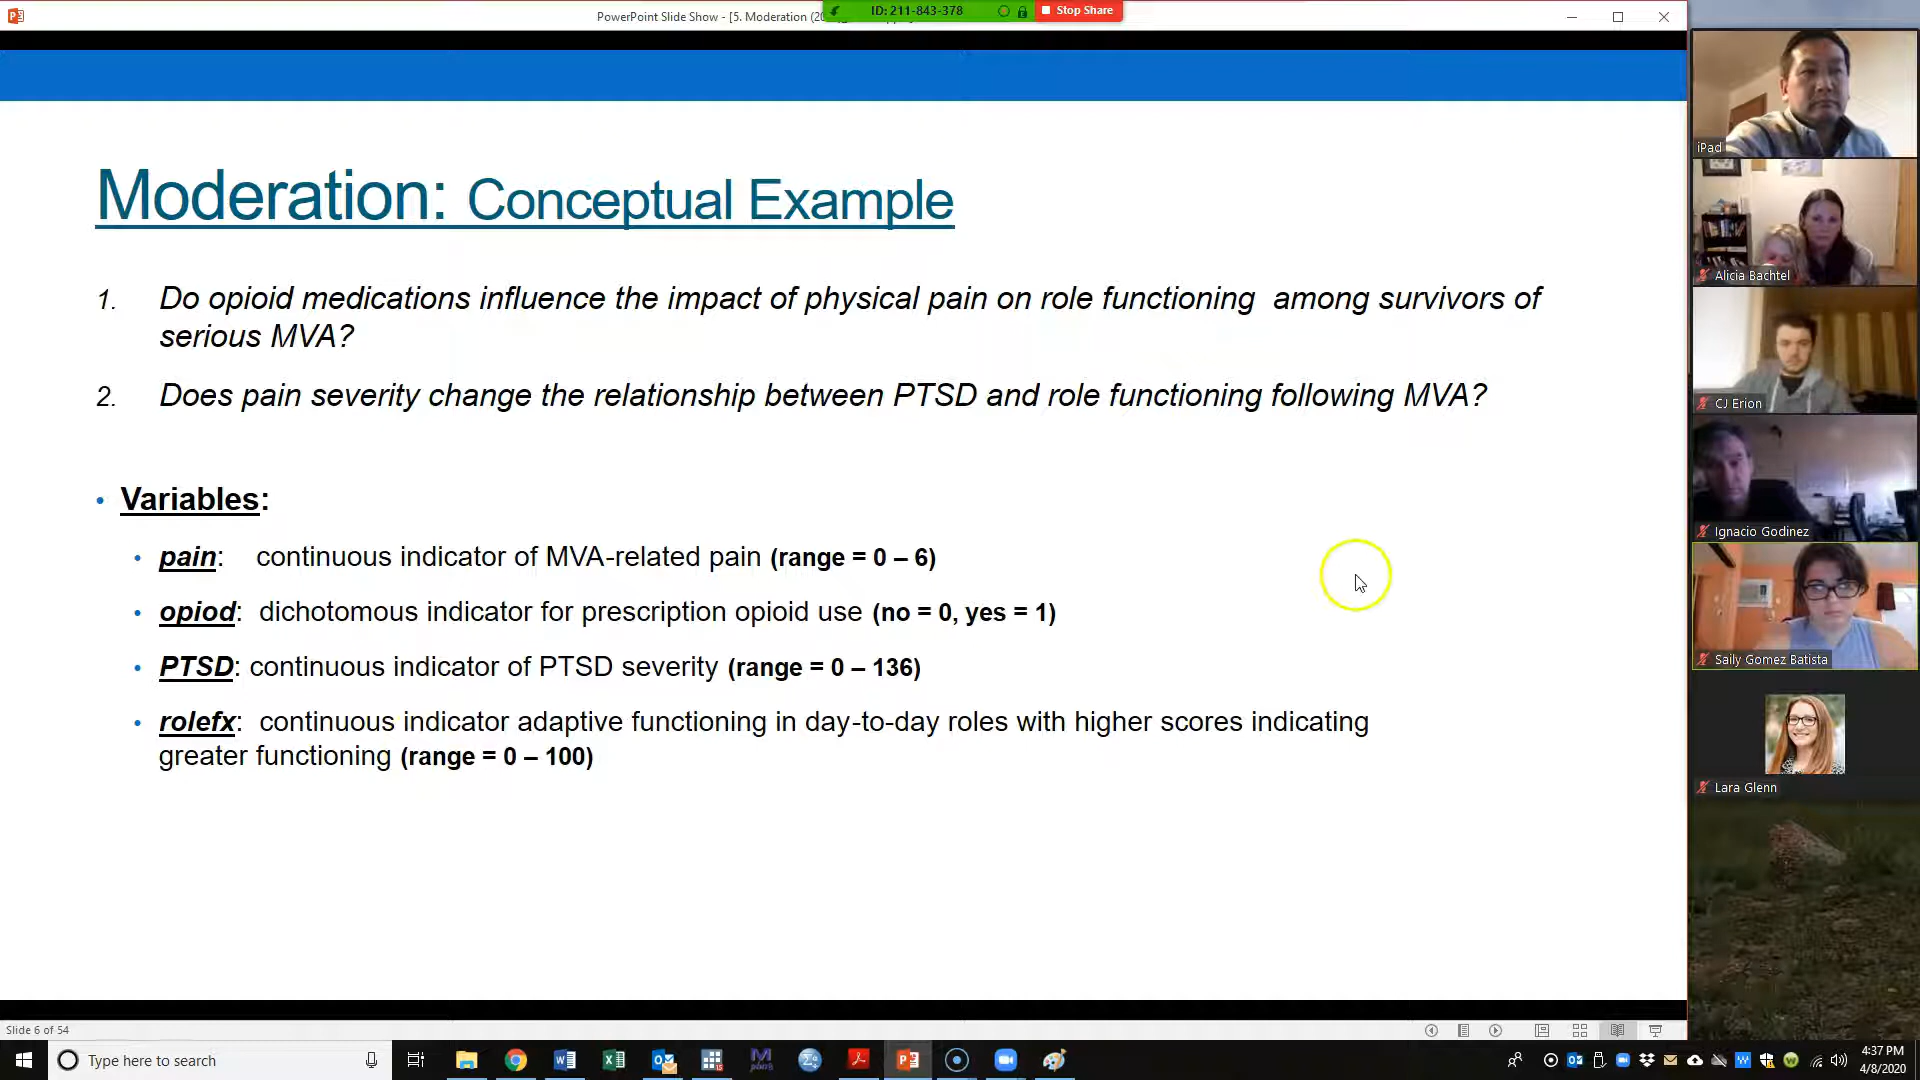 PowerPoint Slide Show - [5. Moderation (20
ID: 211-843-378
Stop Share
Moderation: Conceptual Example
1. Do opioid medications influence the impact of physical pain on role functioning among survivors of
serious MVA?
2. Does pain severity change the relationship between PTSD and role functioning following MVA?
• Variables:
• pain: continuous indicator of MVA-related pain (range = 0 – 6)
• opiod: dichotomous indicator for prescription opioid use (no = 0, yes = 1)
• PTSD: continuous indicator of PTSD severity (range = 0 – 136)
• rolefx: continuous indicator adaptive functioning in day-to-day roles with higher scores indicating
greater functioning (range = 0 – 100)
iPad
Alicia Bachtel
CJ Erion
Ignacio Godinez
Saily Gomez Batista
Lara Glenn
Slide 6 of 54
Type here to search
4:37 PM
4/8/2020